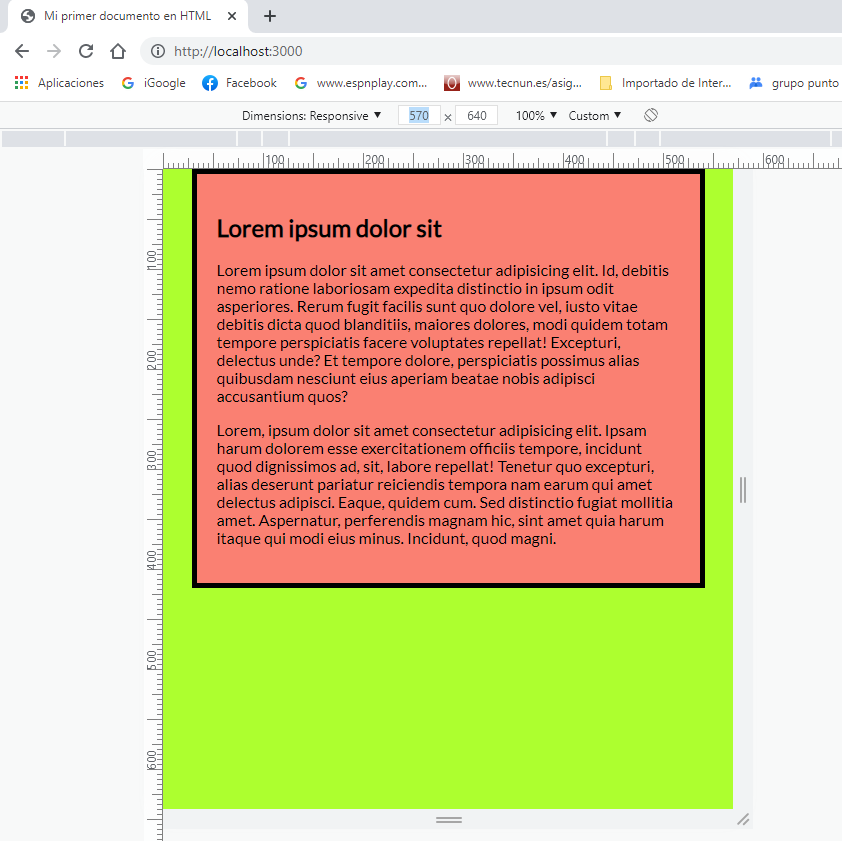 Mi primer documento en HTML
http://localhost:3000
Aplicaciones iGoogle Facebook www.espnplay.com... www.tecnun.es/asig... Importado de Inter... grupo punto
Dimensions: Responsive 570 × 640 100% Custom
100 200 300 400 500 600
Lorem ipsum dolor sit
Lorem ipsum dolor sit amet consectetur adipisicing elit. Id, debitis
nemo ratione laboriosam expedita distinctio in ipsum odit
asperiores. Rerum fugit facilis sunt quo dolore vel, iusto vitae
debitis dicta quod blanditiis, maiores dolores, modi quidem totam
tempore perspiciatis facere voluptates repellat! Excepturi,
delectus unde? Et tempore dolore, perspiciatis possimus alias
quibusdam nesciunt eius aperiam beatae nobis adipisci
accusantium quos?
Lorem, ipsum dolor sit amet consectetur adipisicing elit. Ipsam
harum dolorem esse exercitationem officiis tempore, incidunt
quod dignissimos ad, sit, labore repellat! Tenetur quo excepturi,
alias deserunt pariatur reiciendis tempora nam earum qui amet
delectus adipisci. Eaque, quidem cum. Sed distinctio fugiat mollitia
amet. Aspernatur, perferendis magnam hic, sint amet quia harum
itaque qui modi eius minus. Incidunt, quod magni.
100
200
300
400
500
600